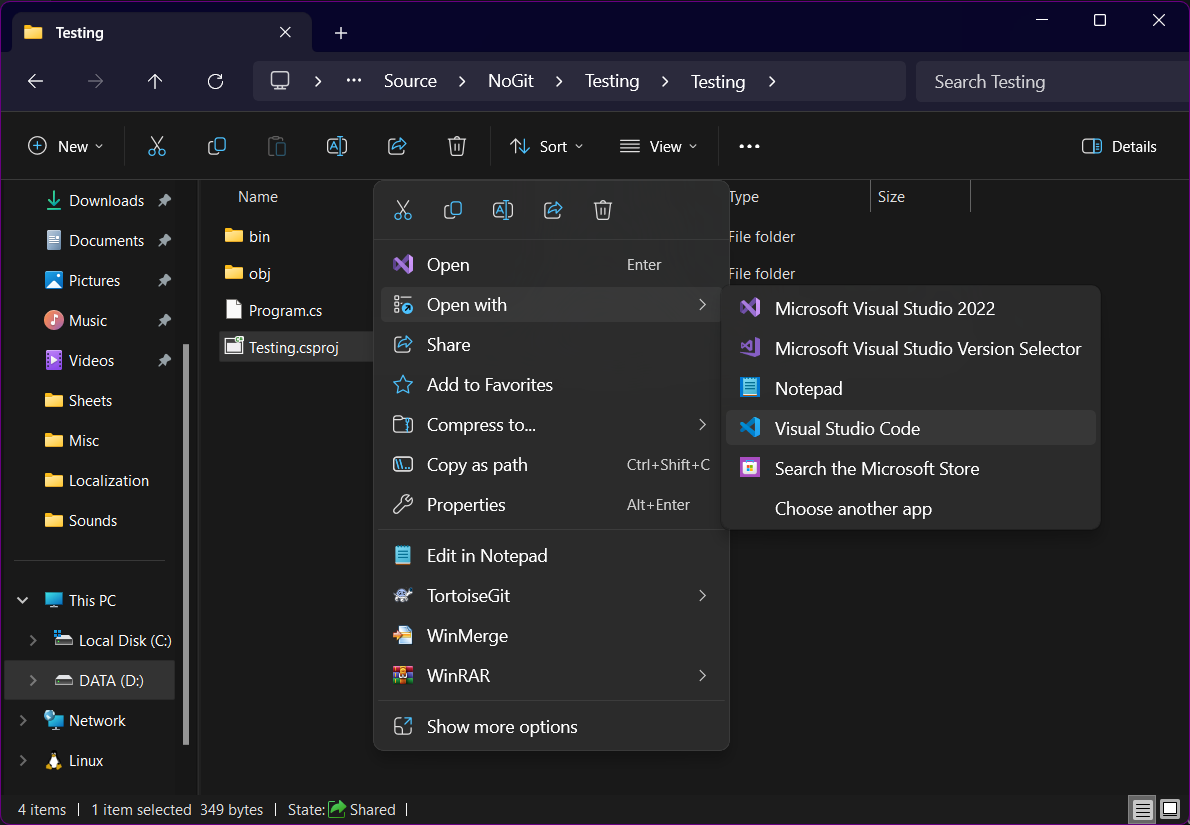 Testing
Source NoGit Testing Testing
Search Testing
New Sort View Details
Downloads
Documents
Pictures
Music
Videos
Sheets
Misc
Localization
Sounds
This PC
Local Disk (C:)
DATA (D:)
Network
Linux
Name Type Size
bin File folder
obj File folder
Program.cs
Testing.csproj
Open Enter
Open with
Share
Add to Favorites
Compress to...
Copy as path Ctrl+Shift+C
Properties Alt+Enter
Edit in Notepad
TortoiseGit
WinMerge
WinRAR
Show more options
Microsoft Visual Studio 2022
Microsoft Visual Studio Version Selector
Notepad
Visual Studio Code
Search the Microsoft Store
Choose another app
4 items 1 item selected 349 bytes State: Shared